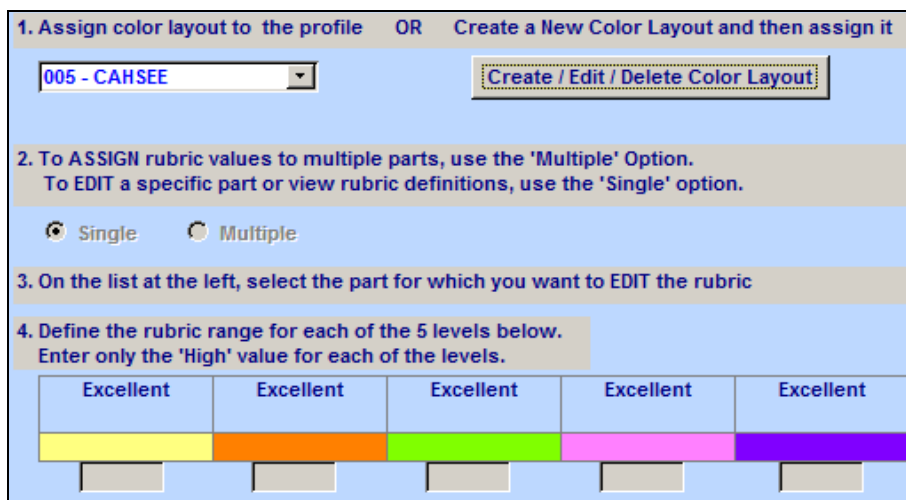 1. Assign color layout to the profile OR Create a New Color Layout and then assign it
005 - CAHSEE Create / Edit / Delete Color Layout
2. To ASSIGN rubric values to multiple parts, use the 'Multiple' Option.
To EDIT a specific part or view rubric definitions, use the 'Single' option.
Single Multiple
3. On the list at the left, select the part for which you want to EDIT the rubric
4. Define the rubric range for each of the 5 levels below.
Enter only the 'High' value for each of the levels.
Excellent Excellent Excellent Excellent Excellent